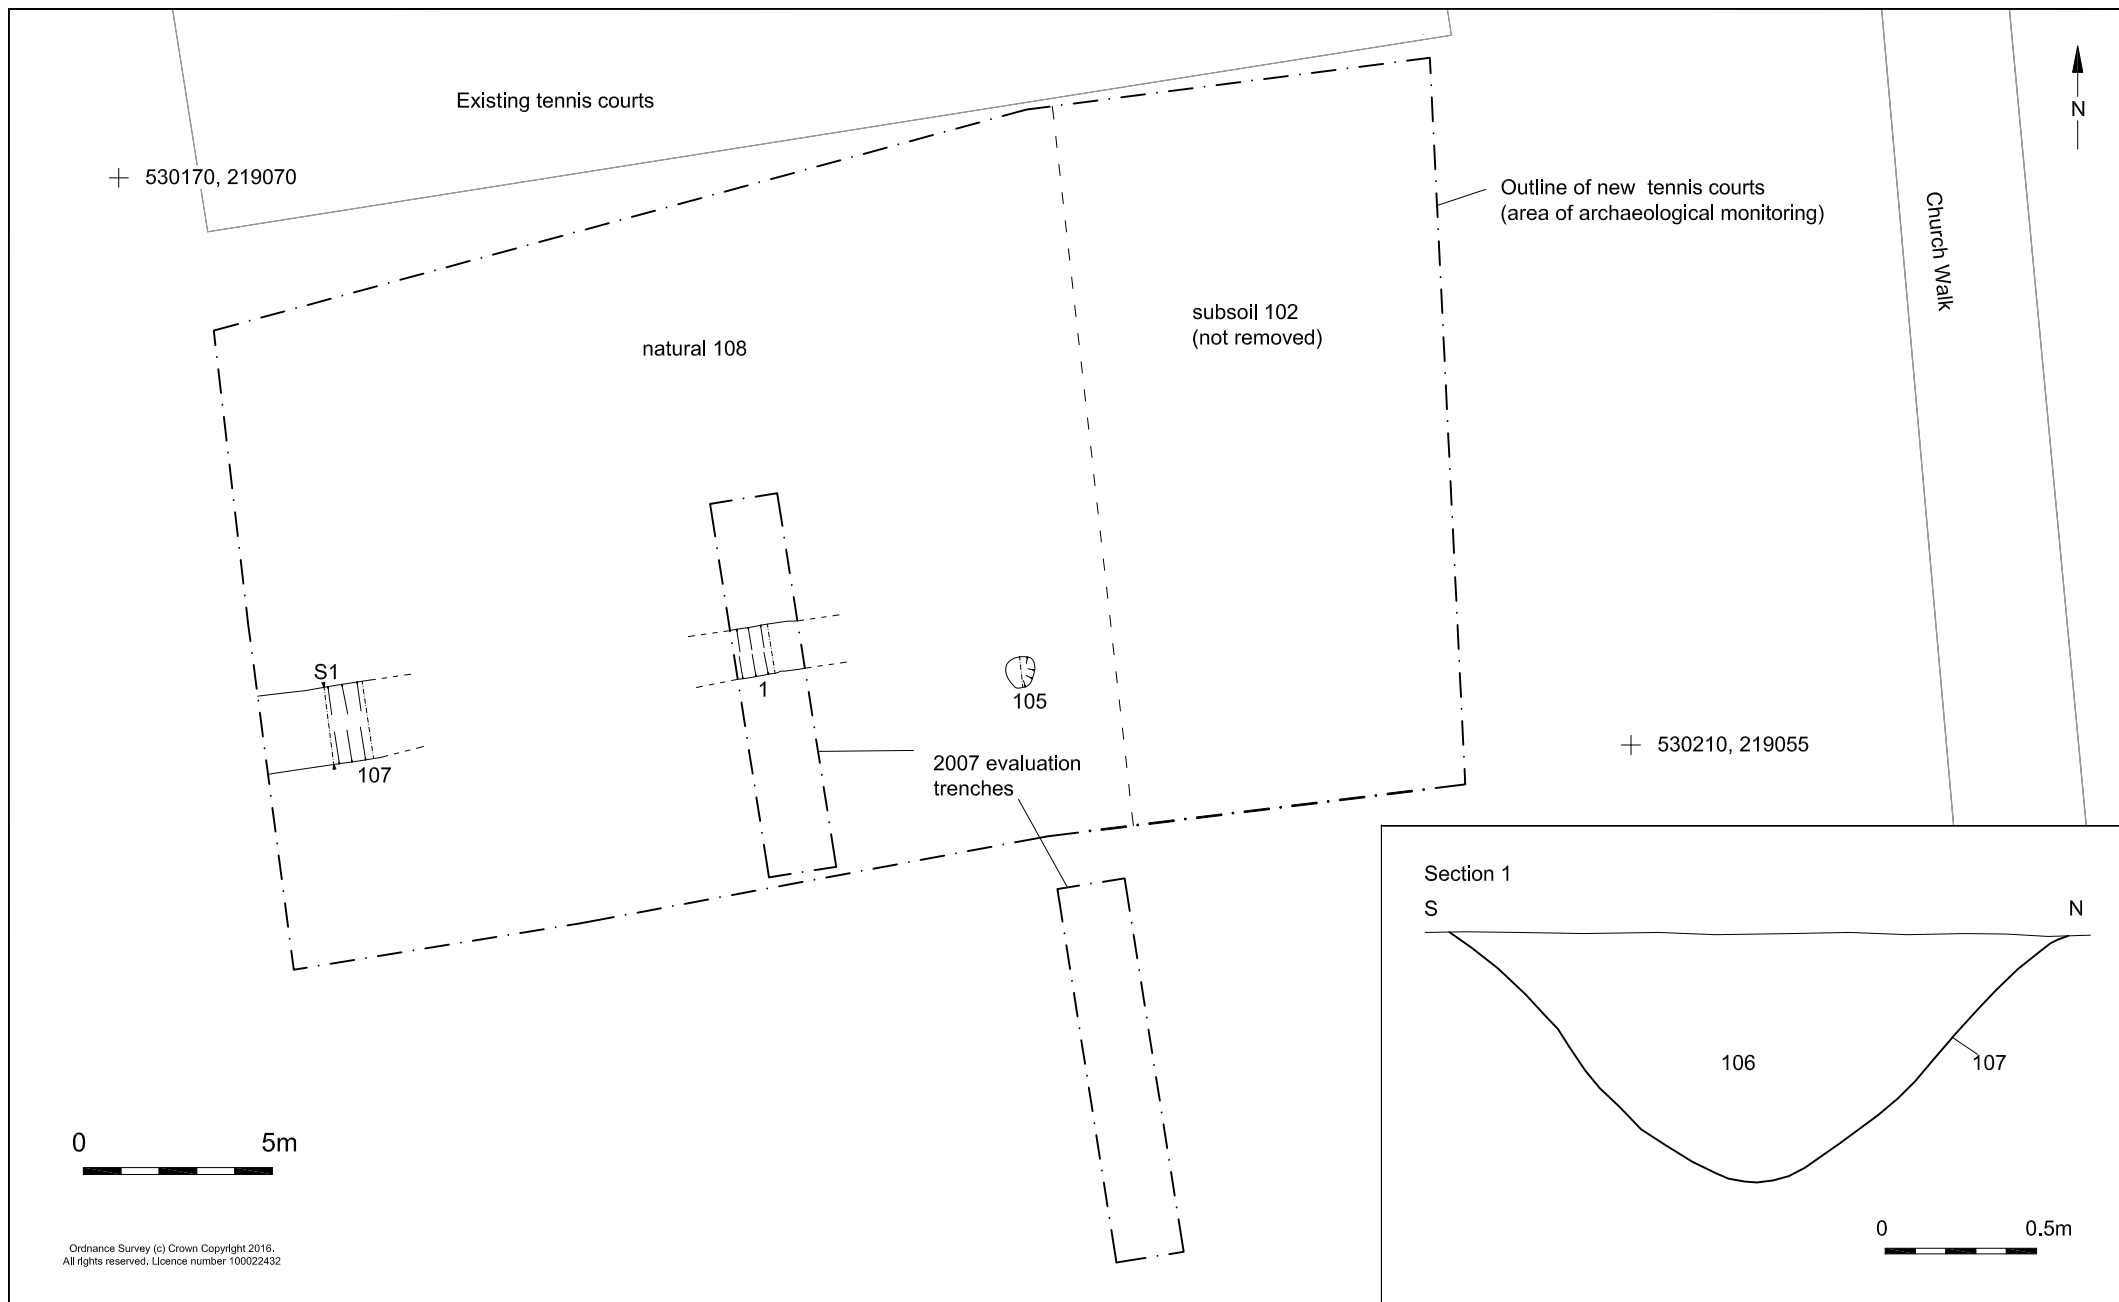 Existing tennis courts
530170, 219070
N
Outline of new tennis courts
(area of archaeological monitoring)
Church Walk
subsoil 102
(not removed)
natural 108
S1
107
1
105
2007 evaluation
trenches
530210, 219055
Section 1
S
N
106
107
0
5m
0
0.5m
Ordnance Survey (c) Crown Copyright 2016.
All rights reserved. Licence number 100022432